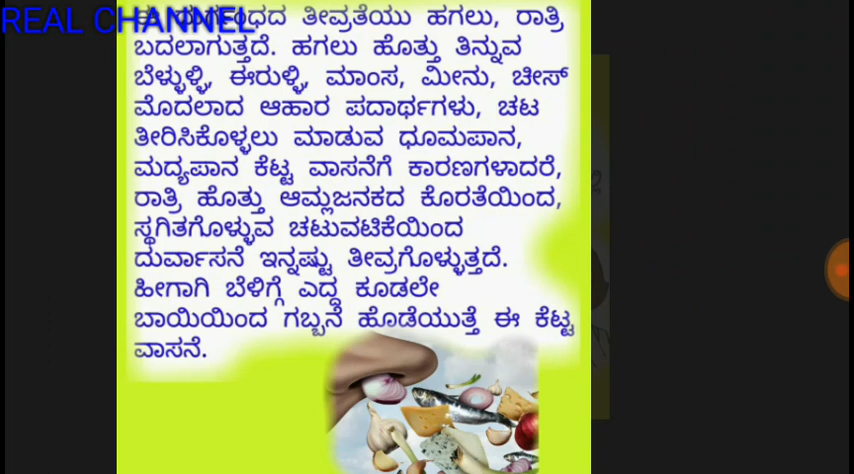 REAL CHANNEL
ತೀವ್ರತೆಯು ಹಗಲು, ರಾತ್ರಿ
ಬದಲಾಗುತ್ತದೆ. ಹಗಲು ಹೊತ್ತು ತಿನ್ನುವ
ಬೆಳ್ಳುಳ್ಳಿ, ಈರುಳ್ಳಿ, ಮಾಂಸ, ಮೀನು, ಚೀಸ್
ಮೊದಲಾದ ಆಹಾರ ಪದಾರ್ಥಗಳು, ಚಟ
ತೀರಿಸಿಕೊಳ್ಳಲು ಮಾಡುವ ಧೂಮಪಾನ,
ಮದ್ಯಪಾನ ಕೆಟ್ಟ ವಾಸನೆಗೆ ಕಾರಣಗಳಾದರೆ,
ರಾತ್ರಿ ಹೊತ್ತು ಆಮ್ಲಜನಕದ ಕೊರತೆಯಿಂದ,
ಸ್ಥಗಿತಗೊಳ್ಳುವ ಚಟುವಟಿಕೆಯಿಂದ
ದುರ್ವಾಸನೆ ಇನ್ನಷ್ಟು ತೀವ್ರಗೊಳ್ಳುತ್ತದೆ.
ಹೀಗಾಗಿ ಬೆಳಿಗ್ಗೆ ಎದ್ದ ಕೂಡಲೇ
ಬಾಯಿಯಿಂದ ಗಬ್ಬನೆ ಹೊಡೆಯುತ್ತೆ ಈ ಕೆಟ್ಟ
ವಾಸನೆ.